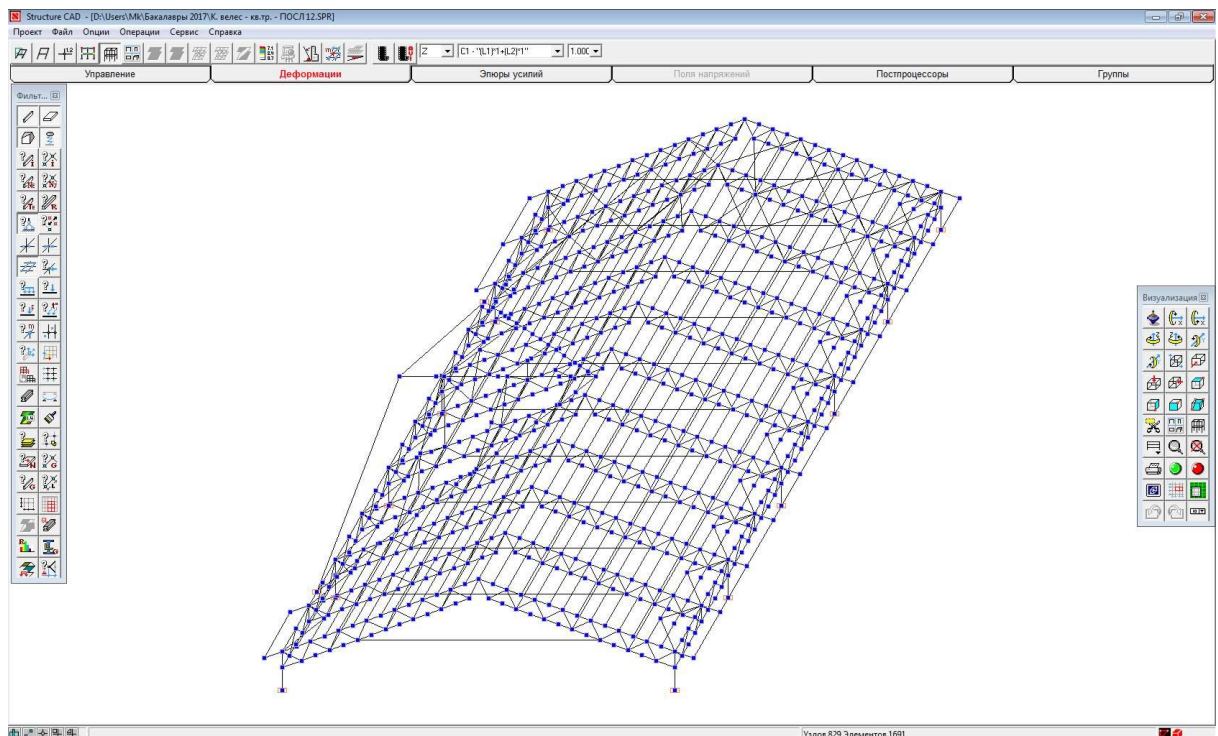 Structure CAD - [D:\Users\Mk\Бакалавры 2017\К. велес - кв.тр. - ПОСЛ12.SPR]
Проект Файл Опции Операции Сервис Справка
Z C1 - "(L1)*1+(L2)*1" 1.00
Управление Деформации Эпюры усилий Поля напряжений Постпроцессоры Группы
Фильт...
Визуализация
Узлов 829 Элементов 1691